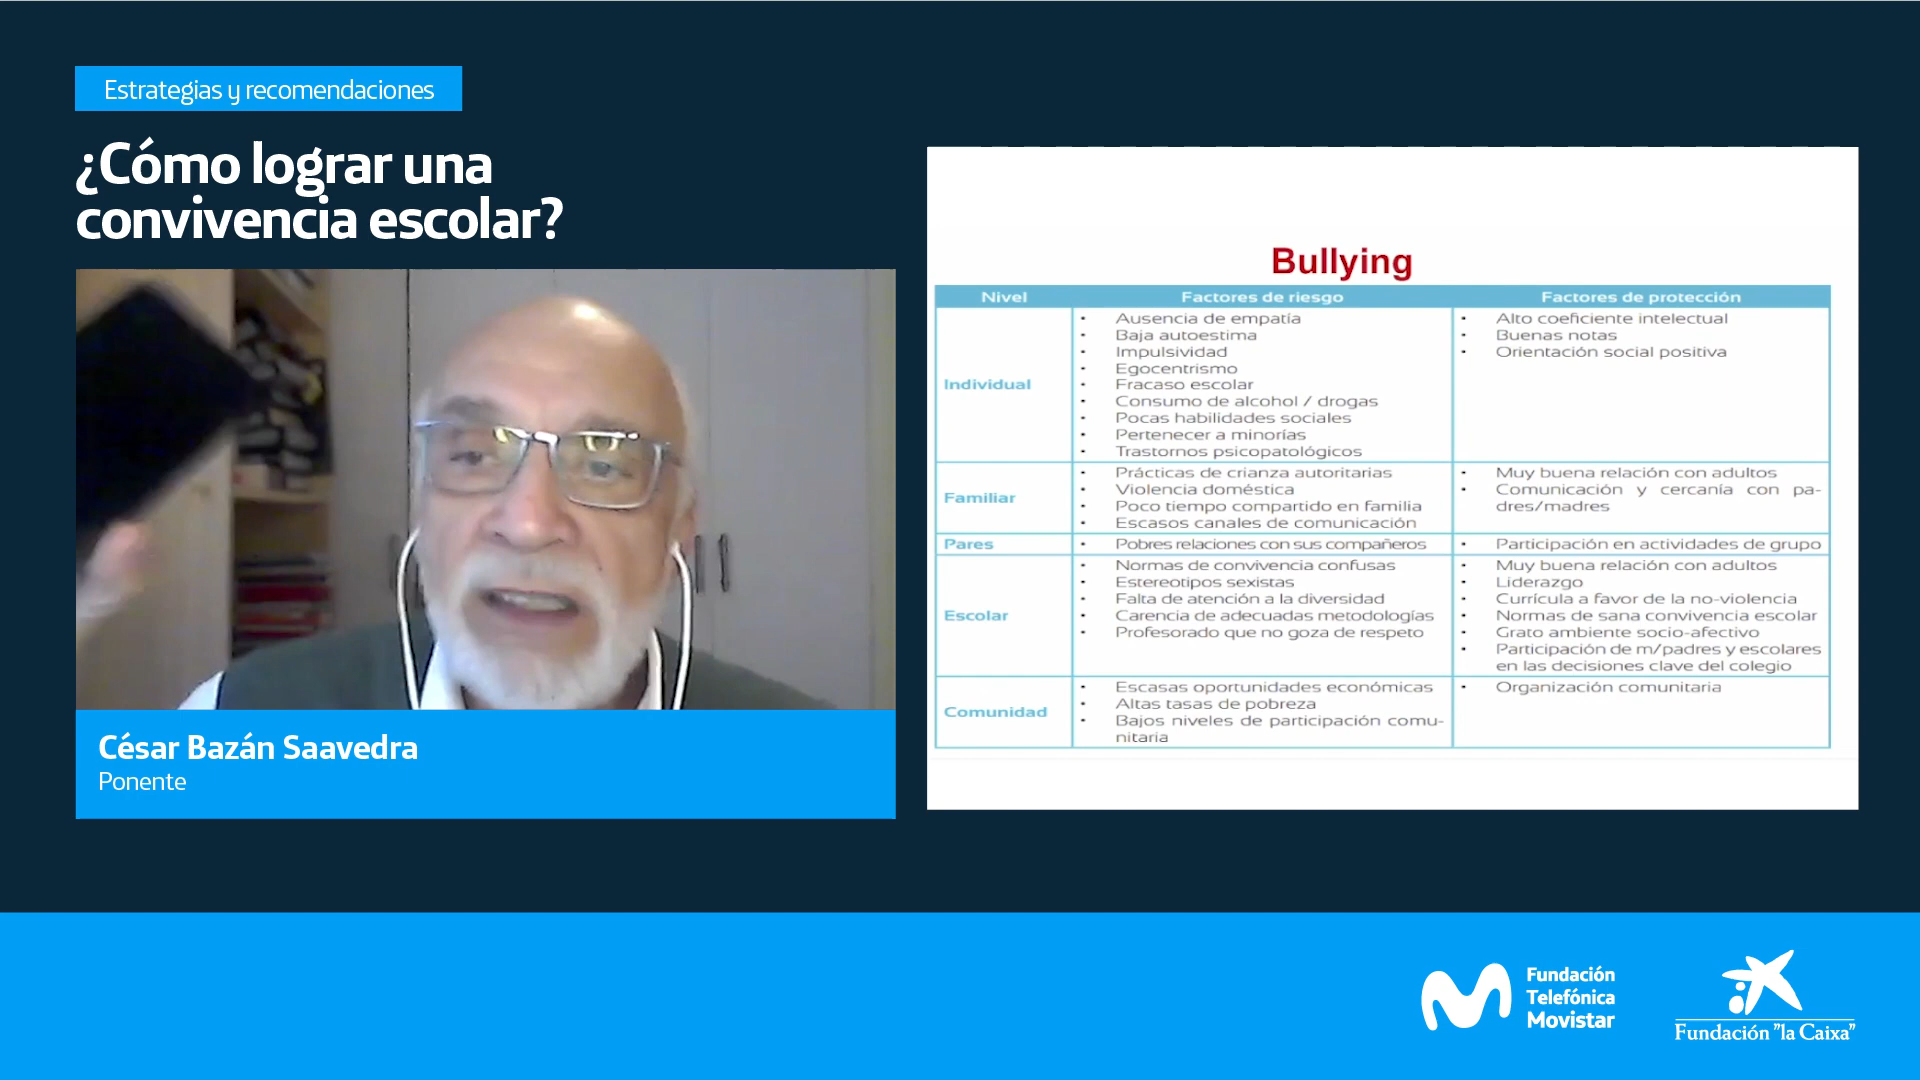 Estrategias y recomendaciones
¿Cómo lograr una
convivencia escolar?
César Bazán Saavedra
Ponente
Bullying
Nivel
Factores de riesgo
Factores de protección
Individual
• Ausencia de empatía
• Baja autoestima
• Impulsividad
• Egocentrismo
• Fracaso escolar
• Consumo de alcohol / drogas
• Pocas habilidades sociales
• Pertenecer a minorías
• Trastornos psicopatológicos
• Alto coeficiente intelectual
• Buenas notas
• Orientación social positiva
Familiar
• Prácticas de crianza autoritarias
• Violencia doméstica
• Poco tiempo compartido en familia
• Escasos canales de comunicación
• Muy buena relación con adultos
• Comunicación y cercanía con pa-
dres/madres
Pares
• Pobres relaciones con sus compañeros
• Participación en actividades de grupo
Escolar
• Normas de convivencia confusas
• Estereotipos sexistas
• Falta de atención a la diversidad
• Carencia de adecuadas metodologías
• Profesorado que no goza de respeto
• Muy buena relación con adultos
• Liderazgo
• Currícula a favor de la no-violencia
• Normas de sana convivencia escolar
• Grato ambiente socio-afectivo
• Participación de m/padres y escolares
en las decisiones clave del colegio
Comunidad
• Escasas oportunidades económicas
• Altas tasas de pobreza
• Bajos niveles de participación comu-
nitaria
• Organización comunitaria
Fundación
Telefónica
Movistar
Fundación "la Caixa"